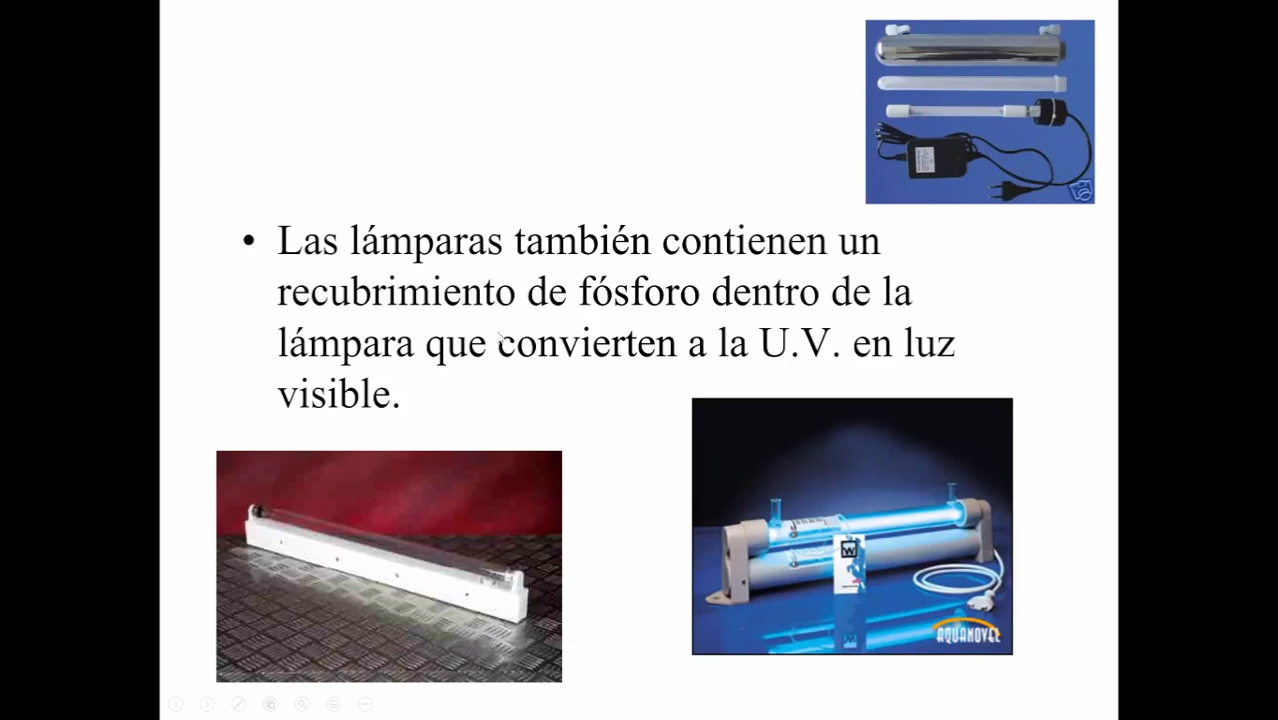 • Las lámparas también contienen un
recubrimiento de fósforo dentro de la
lámpara que convierten a la U.V. en luz
visible.
AQUANOVEL